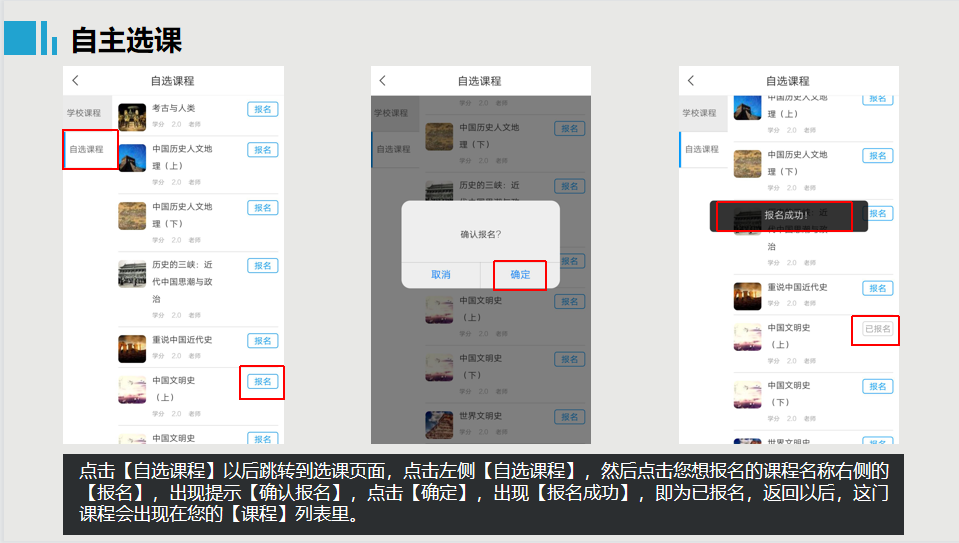 自主选课
自选课程
学校课程
自选课程
考古与人类
报名
学分 2.0 老师
中国历史人文地
理（上）
报名
学分 2.0 老师
中国历史人文地
理（下）
报名
学分 2.0 老师
历史的三峡：近
代中国思潮与政
治
报名
学分 2.0 老师
重说中国近代史
报名
学分 2.0 老师
中国文明史
（上）
报名
学分 2.0 老师
中国文明史
报名
自选课程
学校课程
自选课程
学分 2.0 老师
中国历史人文地
理（下）
报名
学分 2.0 老师
历史的三峡：近
报名
确认报名？
取消
确定
报名
中国文明史
（上）
报名
学分 2.0 老师
中国文明史
（下）
报名
学分 2.0 老师
世界文明史
报名
学分 2.0 老师
自选课程
学校课程
自选课程
中国历史人文地
理（上）
报名
学分 2.0 老师
中国历史人文地
理（下）
报名
学分 2.0 老师
报名成功！
报名
代中国思潮与政
治
学分 2.0 老师
重说中国近代史
报名
学分 2.0 老师
中国文明史
（上）
已报名
学分 2.0 老师
中国文明史
（下）
报名
学分 2.0 老师
世界文明史
报名
点击【自选课程】以后跳转到选课页面，点击左侧【自选课程】，然后点击您想报名的课程名称右侧的
【报名】，出现提示【确认报名】，点击【确定】，出现【报名成功】，即为已报名，返回以后，这门
课程会出现在您的【课程】列表里。